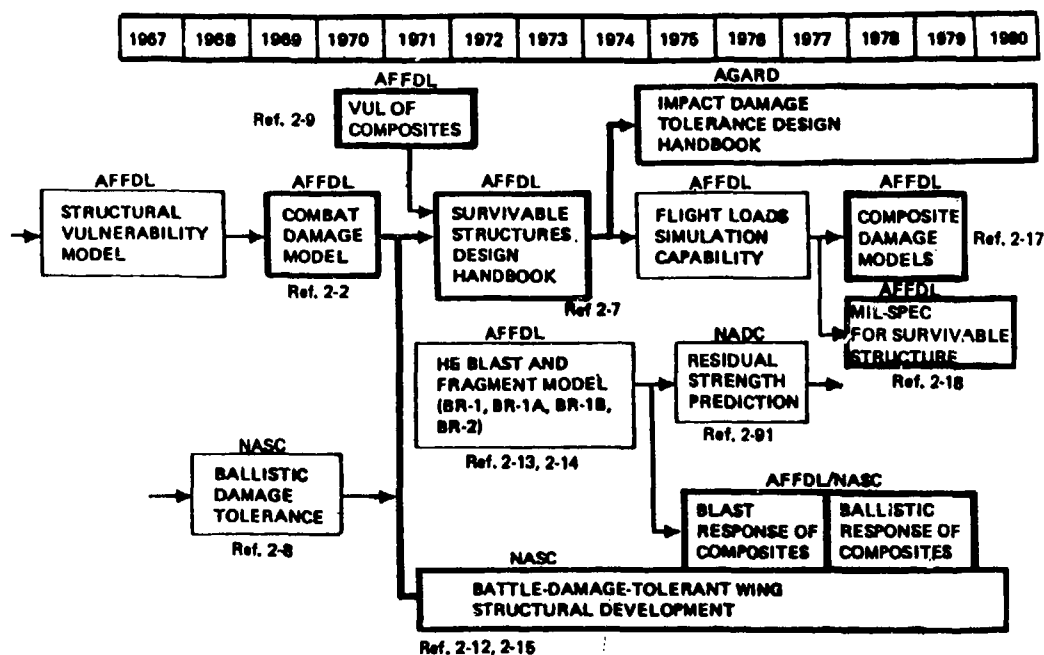 1967 1968 1969 1970 1971 1972 1973 1974 1975 1976 1977 1978 1979 1980
AFFDL
VUL OF
COMPOSITES
Ref. 2-9
AGARD
IMPACT DAMAGE
TOLERANCE DESIGN
HANDBOOK
AFFDL
STRUCTURAL
VULNERABILITY
MODEL
AFFDL
COMBAT
DAMAGE
MODEL
Ref. 2-2
AFFDL
SURVIVABLE
STRUCTURES
DESIGN
HANDBOOK
Ref 2-7
AFFDL
FLIGHT LOADS
SIMULATION
CAPABILITY
AFFDL
COMPOSITE
DAMAGE
MODELS
Ref. 2-17
AFFDL
MIL-SPEC
FOR SURVIVABLE
STRUCTURE
Ref. 2-18
AFFDL
HE BLAST AND
FRAGMENT MODEL
(BR-1, BR-1A, BR-1B,
BR-2)
Ref. 2-13, 2-14
NADC
RESIDUAL
STRENGTH
PREDICTION
Ref. 2-91
NASC
BALLISTIC
DAMAGE
TOLERANCE
Ref. 2-8
AFFDL/NASC
BLAST
RESPONSE OF
COMPOSITES
BALLISTIC
RESPONSE OF
COMPOSITES
NASC
BATTLE-DAMAGE-TOLERANT WING
STRUCTURAL DEVELOPMENT
Ref. 2-12, 2-15